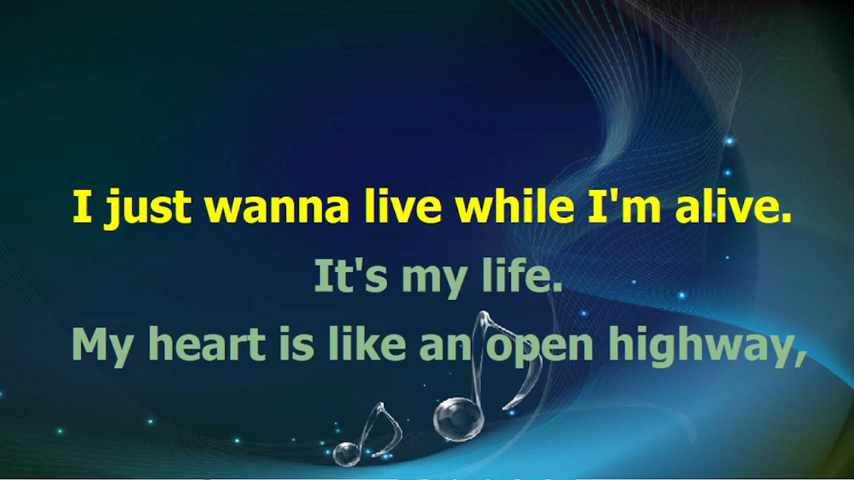 I just wanna live while I'm alive.
It's my life.
My heart is like an open highway,